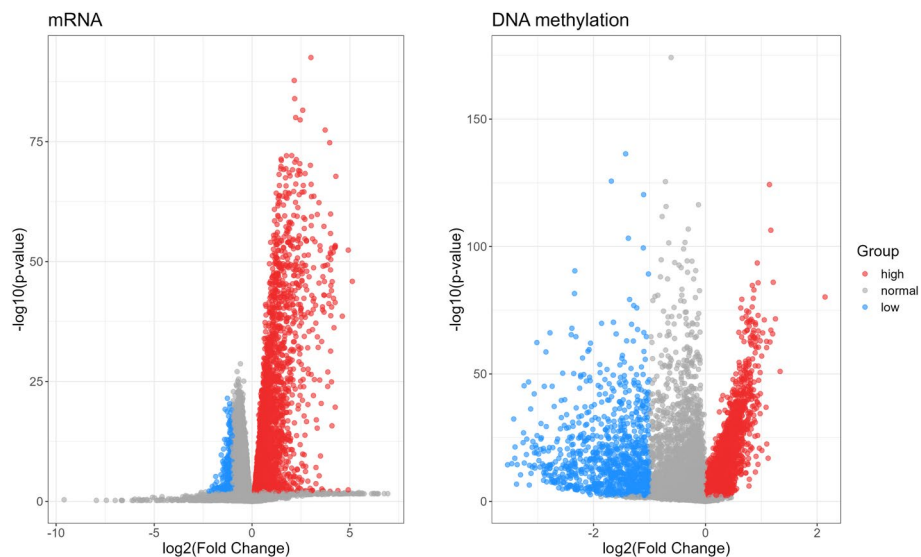 mRNA
DNA methylation
-log10(p-value)
75
50
25
0
-10
-5
0
5
log2(Fold Change)
-log10(p-value)
150
100
50
0
-2
0
2
log2(Fold Change)
Group
high
normal
low